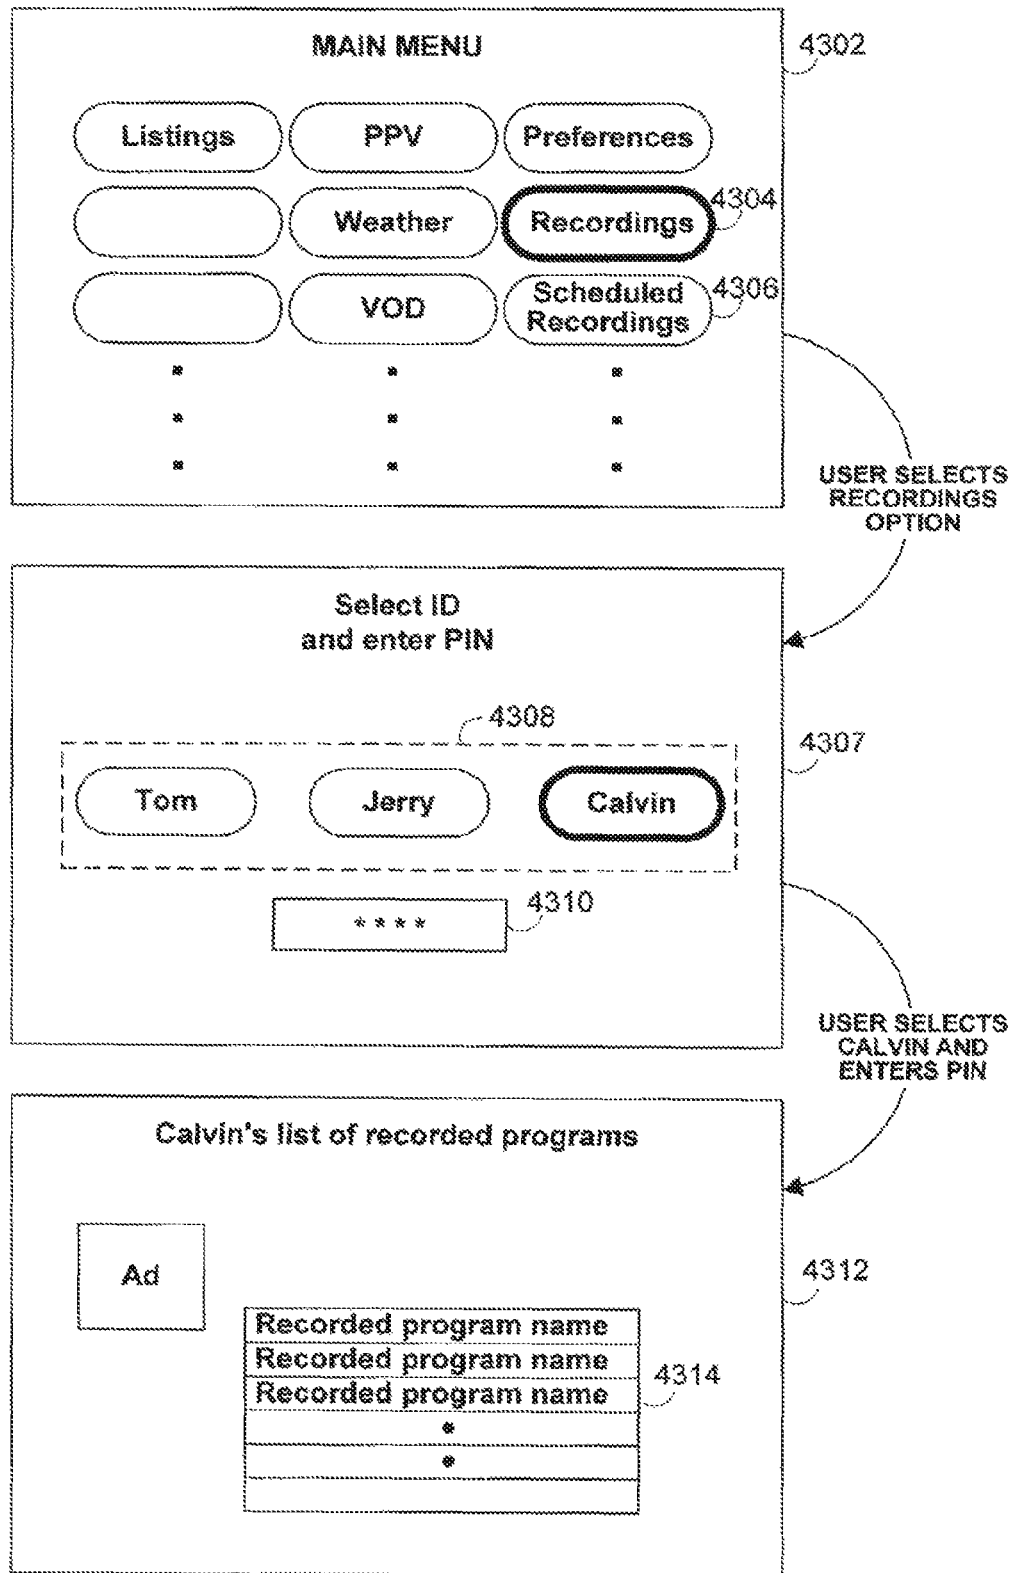 MAIN MENU
4302
Listings
PPV
Preferences
Weather
Recordings
4304
VOD
Scheduled
Recordings
4306
USER SELECTS
RECORDINGS
OPTION
Select ID
and enter PIN
4308
4307
Tom
Jerry
Calvin
* * * *
4310
USER SELECTS
CALVIN AND
ENTERS PIN
Calvin's list of recorded programs
Ad
4312
Recorded program name
Recorded program name
Recorded program name
4314